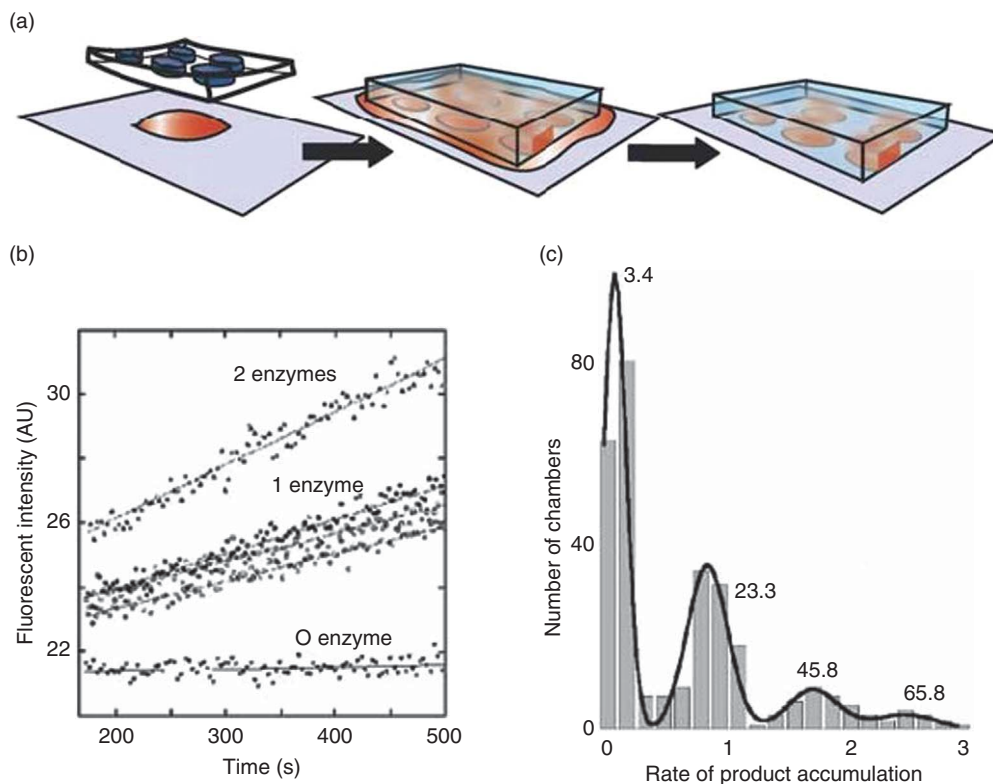 (a)
(b)
30
26
22
Fluorescent intensity (AU)
2 enzymes
1 enzyme
O enzyme
200
300
400
500
Time (s)
(c)
80
40
0
Number of chambers
3.4
23.3
45.8
65.8
0
1
2
3
Rate of product accumulation